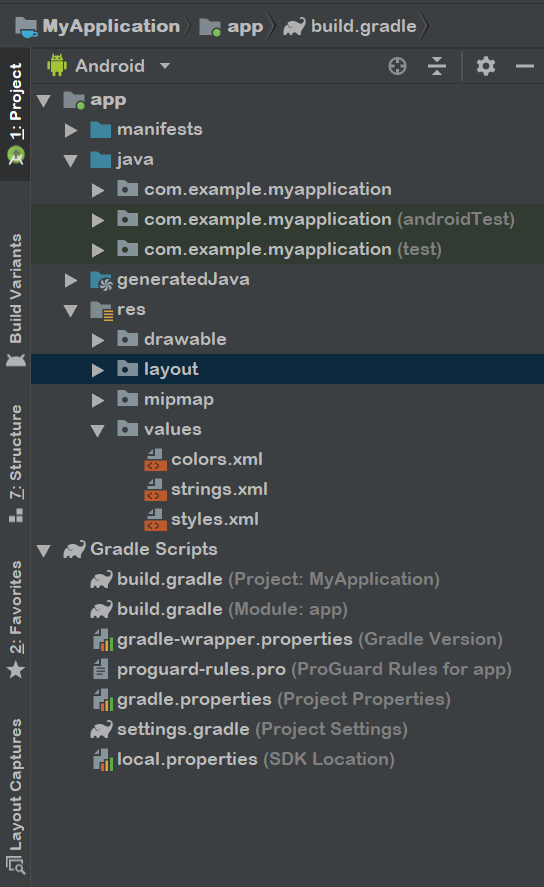 MyApplication app build.gradle
Android
app
manifests
java
com.example.myapplication
com.example.myapplication (androidTest)
com.example.myapplication (test)
generatedJava
res
drawable
layout
mipmap
values
colors.xml
strings.xml
styles.xml
Gradle Scripts
build.gradle (Project: MyApplication)
build.gradle (Module: app)
gradle-wrapper.properties (Gradle Version)
proguard-rules.pro (ProGuard Rules for app)
gradle.properties (Project Properties)
settings.gradle (Project Settings)
local.properties (SDK Location)
1: Project
Build Variants
7: Structure
2: Favorites
Layout Captures